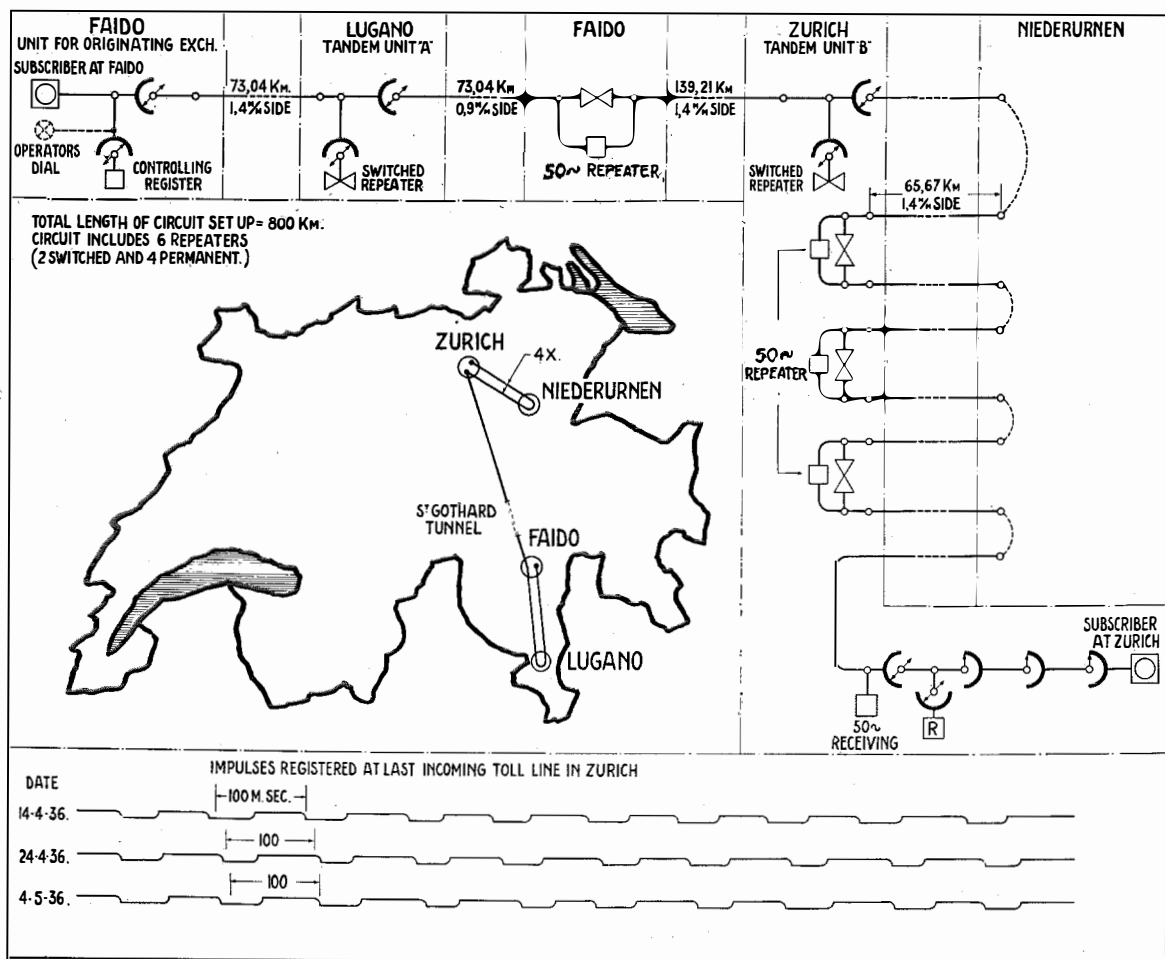 FAIDO
UNIT FOR ORIGINATING EXCH.
SUBSCRIBER AT FAIDO
OPERATORS
DIAL
CONTROLLING
REGISTER
73,04 KM.
1,4 m/m SIDE
LUGANO
TANDEM UNIT "A"
SWITCHED
REPEATER
73,04 KM
0,9 m/m SIDE
FAIDO
50~ REPEATER
139,21 KM
1,4 m/m SIDE
ZURICH
TANDEM UNIT "B"
SWITCHED
REPEATER
NIEDERURNEN
65,67 KM
1,4 m/m SIDE
50~
REPEATER
TOTAL LENGTH OF CIRCUIT SET UP = 800 KM.
CIRCUIT INCLUDES 6 REPEATERS
(2 SWITCHED AND 4 PERMANENT.)
ZURICH
4X.
NIEDERURNEN
ST GOTHARD
TUNNEL
FAIDO
LUGANO
SUBSCRIBER
AT ZURICH
50~
RECEIVING
R
IMPULSES REGISTERED AT LAST INCOMING TOLL LINE IN ZURICH
DATE
100 M. SEC.
14-4-36.
100
24-4-36.
100
4-5-36.